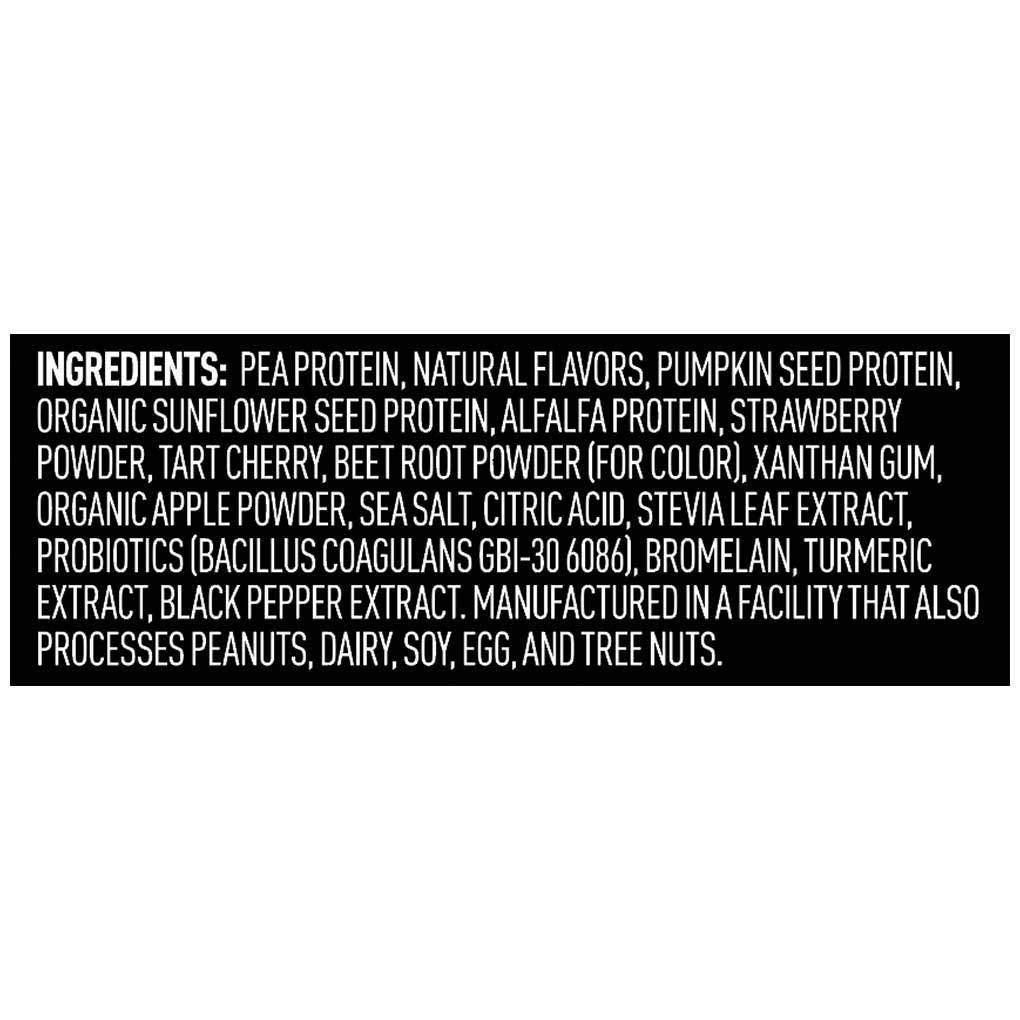 INGREDIENTS: PEA PROTEIN, NATURAL FLAVORS, PUMPKIN SEED PROTEIN,
ORGANIC SUNFLOWER SEED PROTEIN, ALFALFA PROTEIN, STRAWBERRY
POWDER, TART CHERRY, BEET ROOT POWDER (FOR COLOR), XANTHAN GUM,
ORGANIC APPLE POWDER, SEA SALT, CITRIC ACID, STEVIA LEAF EXTRACT,
PROBIOTICS (BACILLUS COAGULANS GBI-30 6086), BROMELAIN, TURMERIC
EXTRACT, BLACK PEPPER EXTRACT. MANUFACTURED IN A FACILITY THAT ALSO
PROCESSES PEANUTS, DAIRY, SOY, EGG, AND TREE NUTS.